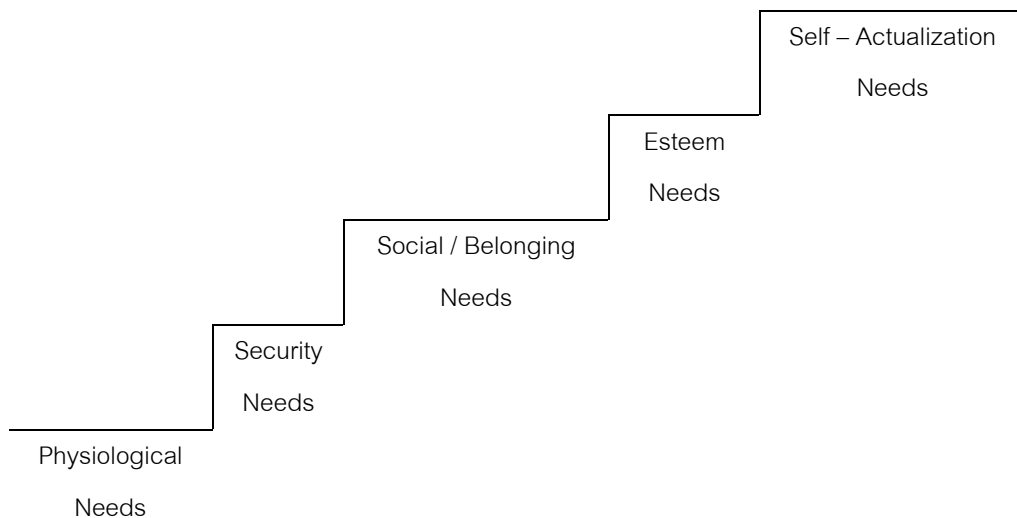 Self – Actualization
Needs
Esteem
Needs
Social / Belonging
Needs
Security
Needs
Physiological
Needs